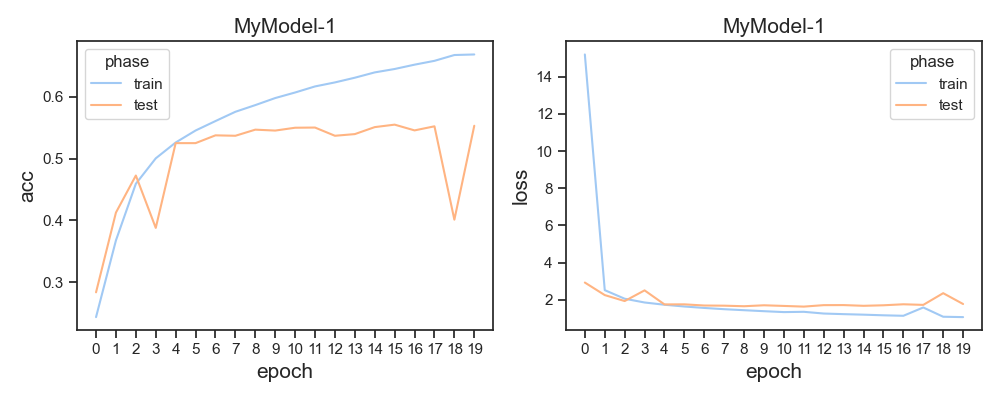 MyModel-1
phase
train
test
0.6
0.5
0.4
0.3
acc
0 1 2 3 4 5 6 7 8 9 10 11 12 13 14 15 16 17 18 19
epoch
MyModel-1
phase
train
test
14
12
10
8
6
4
2
loss
0 1 2 3 4 5 6 7 8 9 10 11 12 13 14 15 16 17 18 19
epoch